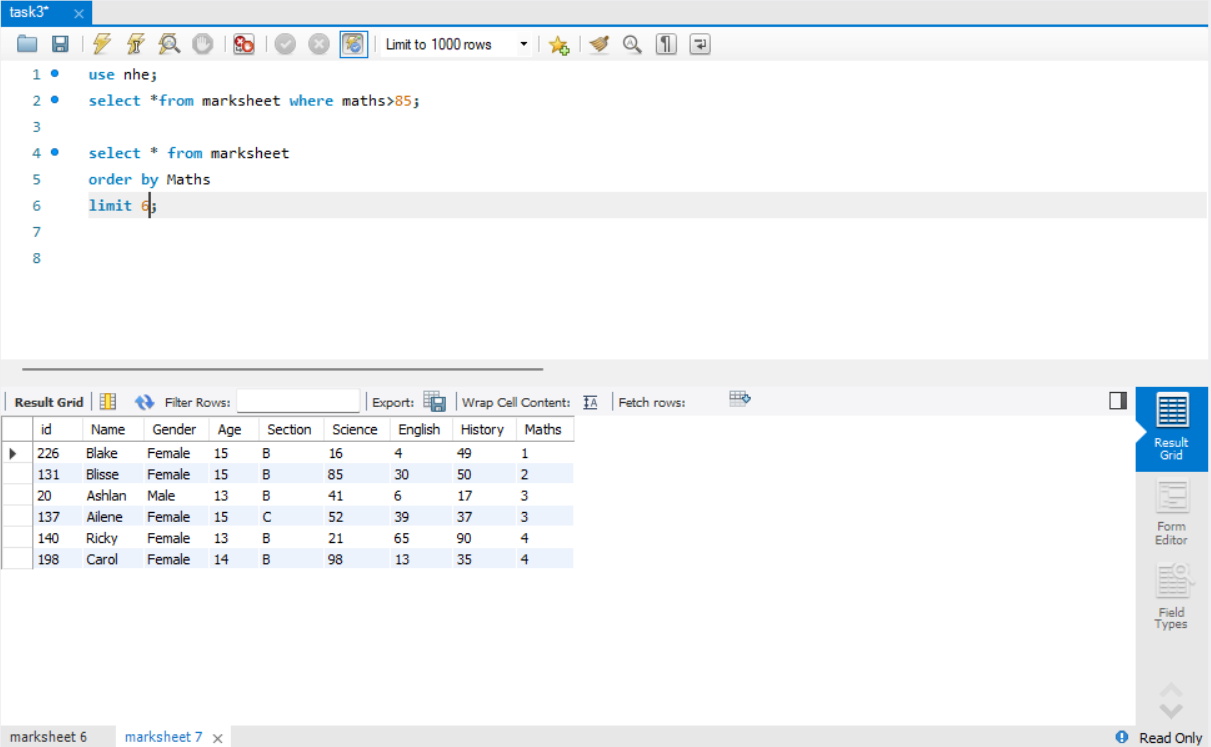 task3*
Limit to 1000 rows
1 use nhe;
2 select *from marksheet where maths>85;
3
4 select * from marksheet
5 order by Maths
6 limit 6;
7
8
Result Grid Filter Rows: Export: Wrap Cell Content: Fetch rows:
id Name Gender Age Section Science English History Maths
226 Blake Female 15 B 16 4 49 1
131 Blisse Female 15 B 85 30 50 2
20 Ashlan Male 13 B 41 6 17 3
137 Ailene Female 15 C 52 39 37 3
140 Ricky Female 13 B 21 65 90 4
198 Carol Female 14 B 98 13 35 4
Result
Grid
Form
Editor
Field
Types
marksheet 6 marksheet 7 Read Only